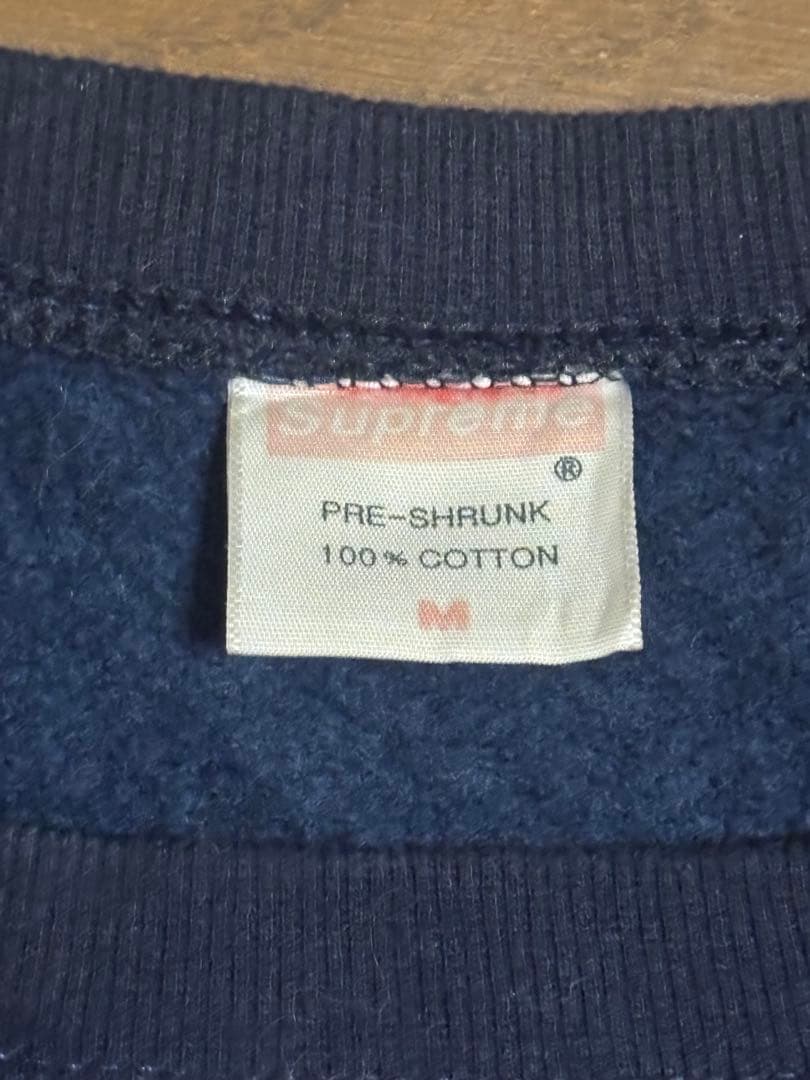 Supreme
®
PRE-SHRUNK
100% COTTON
M